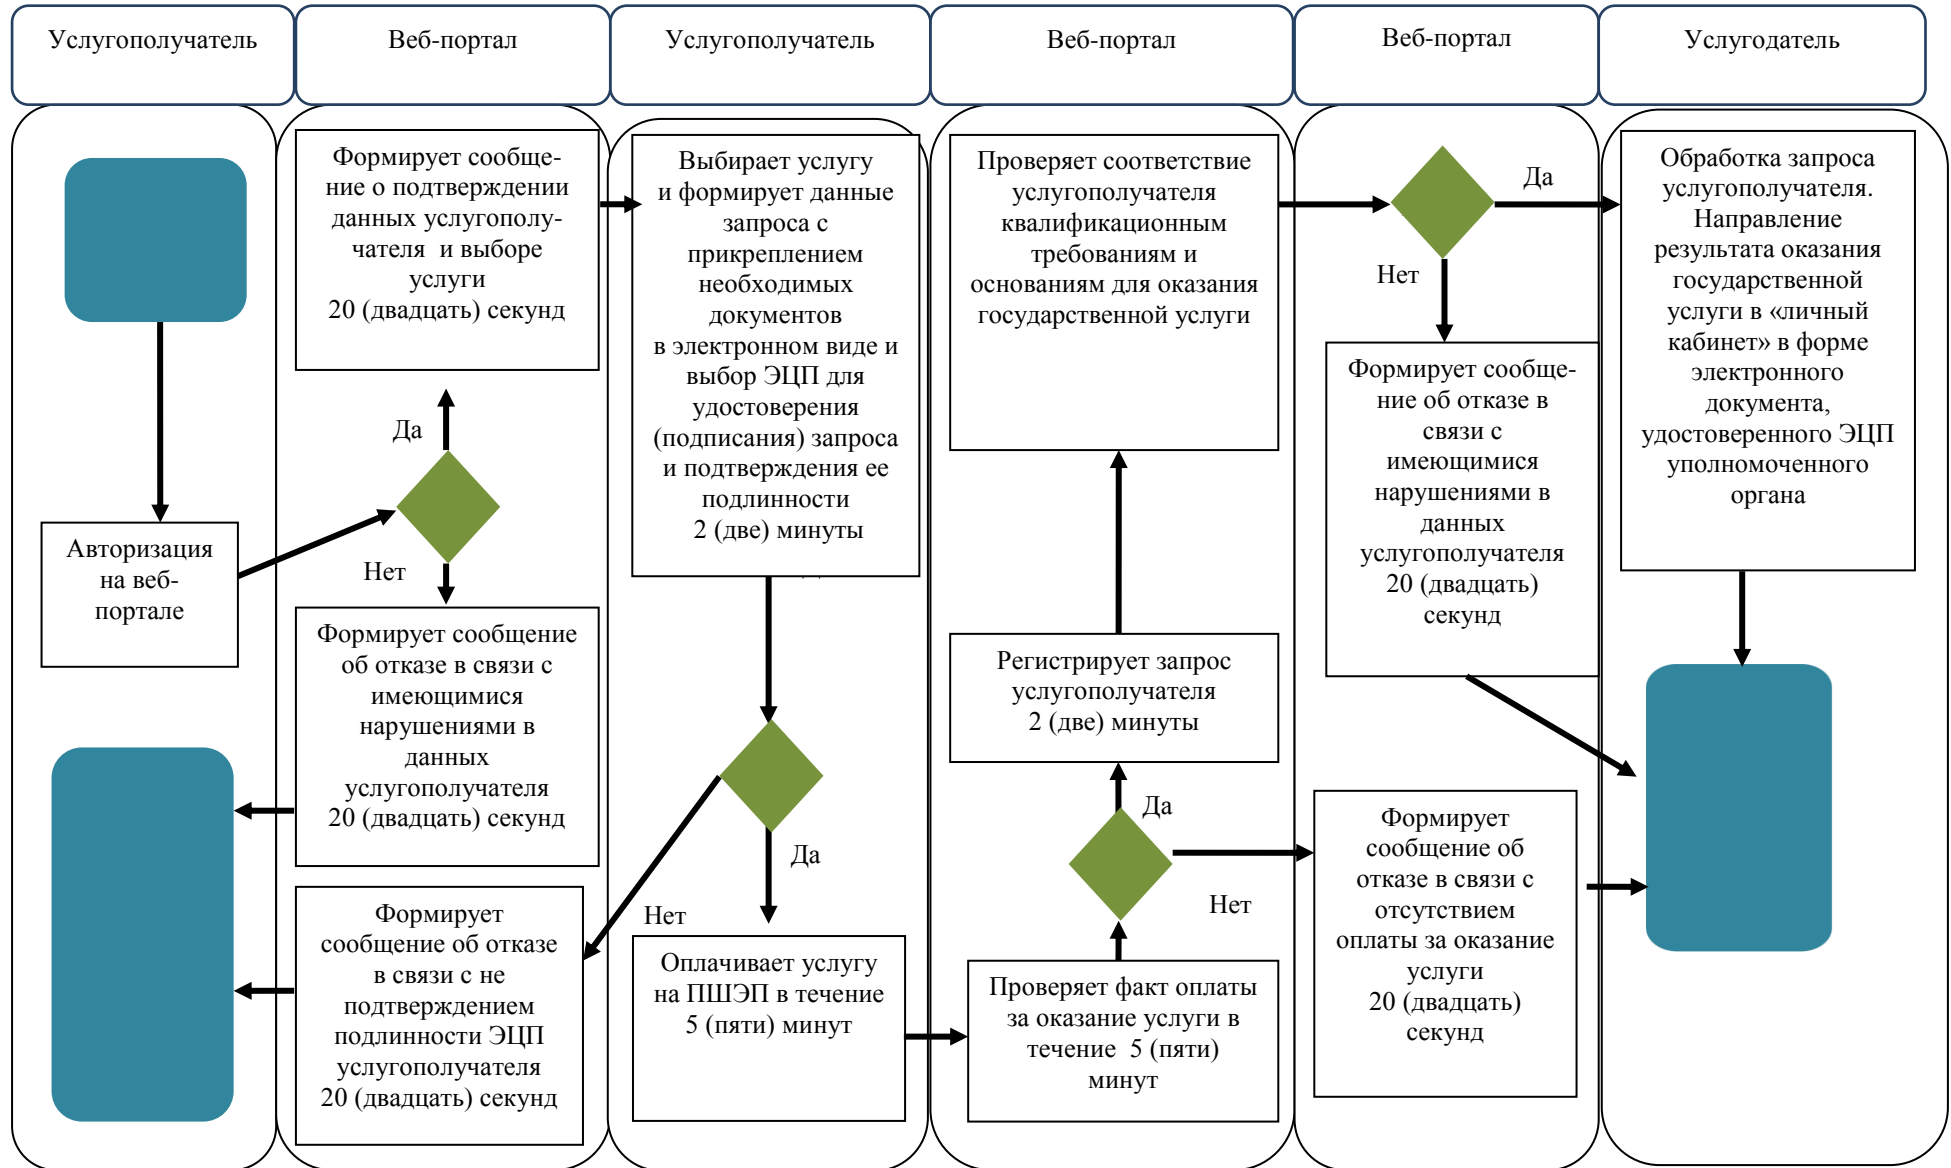 Услугополучатель
Веб-портал
Услугополучатель
Веб-портал
Веб-портал
Услугодатель
Авторизация
на веб-
портале
Формирует сообще-
ние о подтверждении
данных услугополу-
чателя и выборе
услуги
20 (двадцать) секунд
Да
Нет
Формирует сообщение
об отказе в связи с
имеющимися
нарушениями в
данных
услугополучателя
20 (двадцать) секунд
Формирует
сообщение об отказе
в связи с не
подтверждением
подлинности ЭЦП
услугополучателя
20 (двадцать) секунд
Выбирает услугу
и формирует данные
запроса с
прикреплением
необходимых
документов
в электронном виде и
выбор ЭЦП для
удостоверения
(подписания) запроса
и подтверждения ее
подлинности
2 (две) минуты
Да
Нет
Оплачивает услугу
на ПШЭП в течение
5 (пяти) минут
Проверяет соответствие
услугополучателя
квалификационным
требованиям и
основаниям для оказания
государственной услуги
Регистрирует запрос
услугополучателя
2 (две) минуты
Да
Нет
Проверяет факт оплаты
за оказание услуги в
течение 5 (пяти)
минут
Да
Нет
Формирует сообще-
ние об отказе в
связи с
имеющимися
нарушениями в
данных
услугополучателя
20 (двадцать)
секунд
Формирует
сообщение об
отказе в связи с
отсутствием
оплаты за оказание
услуги
20 (двадцать)
секунд
Обработка запроса
услугополучателя.
Направление
результата оказания
государственной
услуги в «личный
кабинет» в форме
электронного
документа,
удостоверенного ЭЦП
уполномоченного
органа